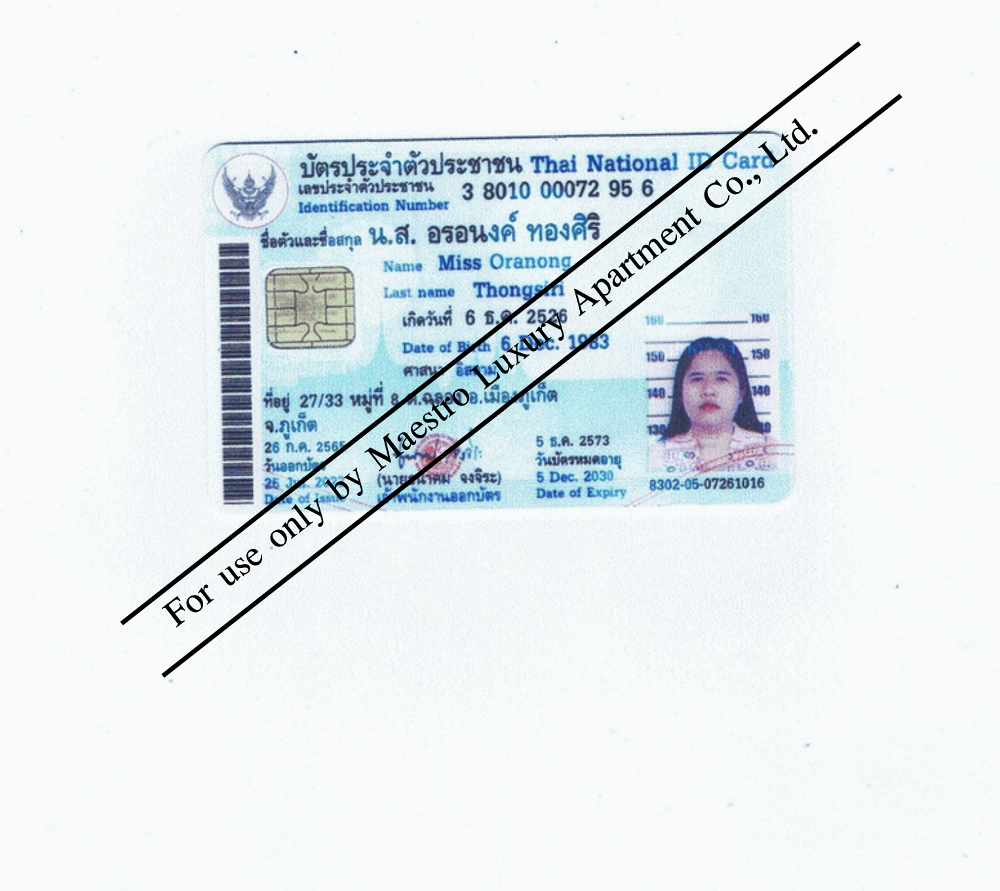 บัตรประจำตัวประชาชน Thai National ID Card
เลขประจำตัวประชาชน 3 8010 00072 95 6
Identification Number
ชื่อตัวและชื่อสกุล น.ส. อรอนงค์ ทองศิริ
Name Miss Oranong
Last name Thongsiri
เกิดวันที่ 6 ธ.ค. 2526
Date of Birth 6 Dec. 1983
ศาสนา อิสลาม
ที่อยู่ 27/33 หมู่ที่ 8 ต.ฉลอง อ.เมืองภูเก็ต
จ.ภูเก็ต
26 ก.ค. 2565
วันออกบัตร
26 Jul. 2022
Date of Issue
(นายธนาคม จงจิระ)
เจ้าพนักงานออกบัตร
5 ธ.ค. 2573
วันบัตรหมดอายุ
5 Dec. 2030
Date of Expiry
160 160
150 150
140 140
130 130
8302-05-07261016
For use only by Maestro Luxury Apartment Co., Ltd.